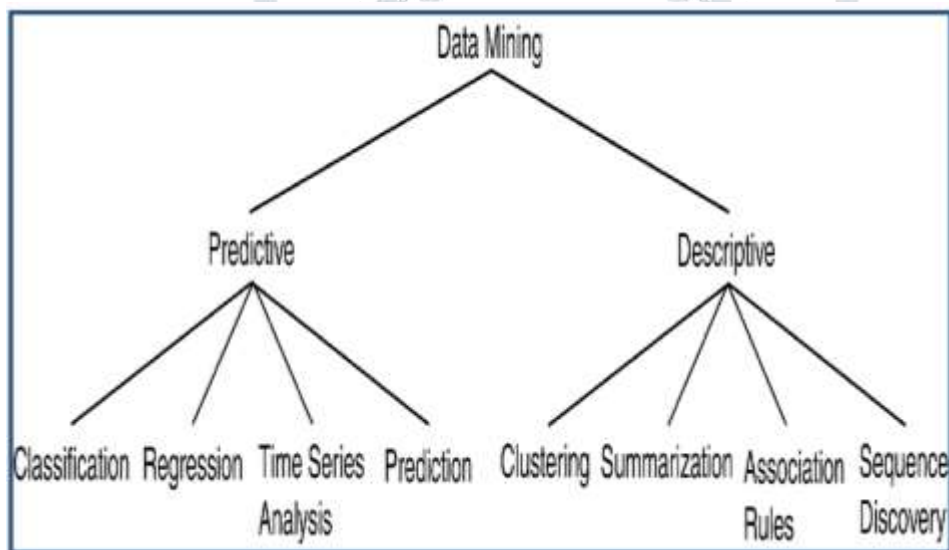 Data Mining
Predictive
Descriptive
Classification
Regression
Time Series
Analysis
Prediction
Clustering
Summarization
Association
Rules
Sequence
Discovery